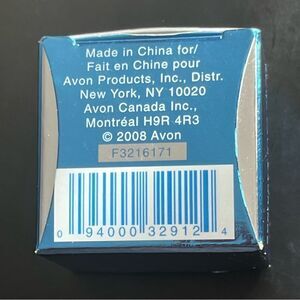 Made in China for/
Fait en Chine pour
Avon Products, Inc., Distr.
New York, NY 10020
Avon Canada Inc.,
Montréal H9R 4R3
© 2008 Avon
F3216171
0 94000 32912 4